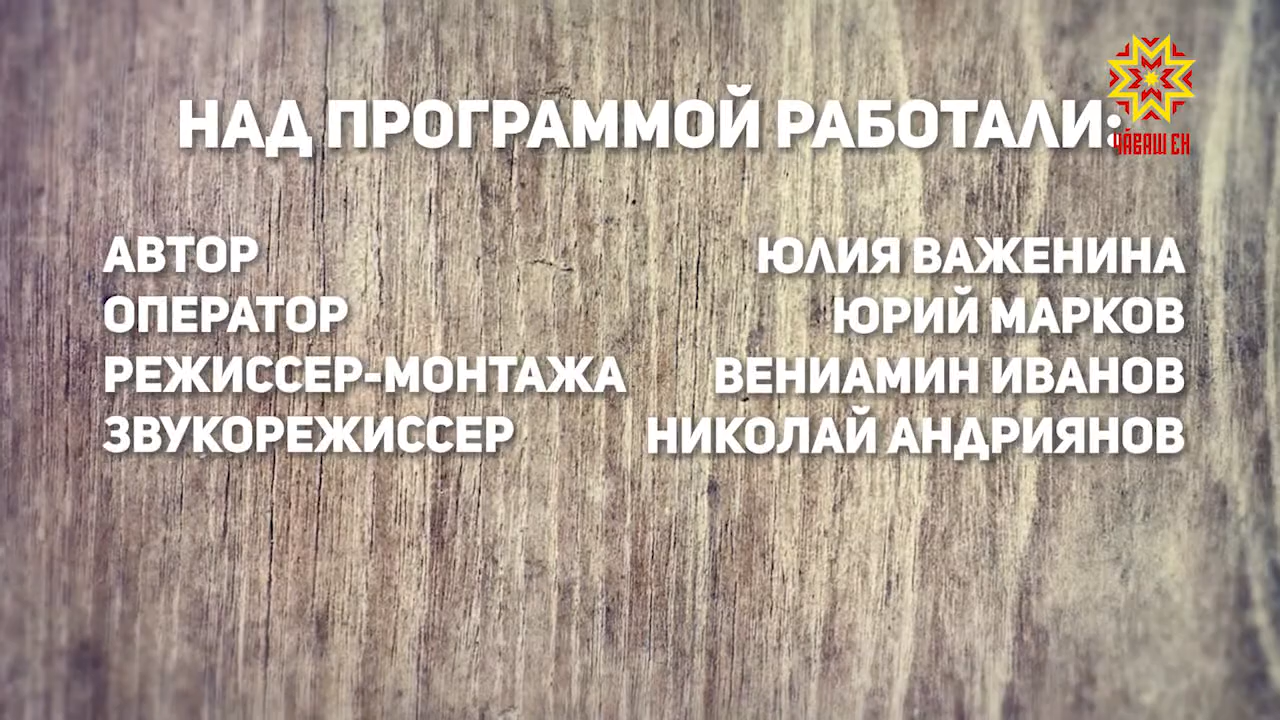 НАД ПРОГРАММОЙ РАБОТАЛИ:
ЧӐВАШ ЕН
АВТОР ЮЛИЯ ВАЖЕНИНА
ОПЕРАТОР ЮРИЙ МАРКОВ
РЕЖИССЕР-МОНТАЖА ВЕНИАМИН ИВАНОВ
ЗВУКОРЕЖИССЕР НИКОЛАЙ АНДРИЯНОВ